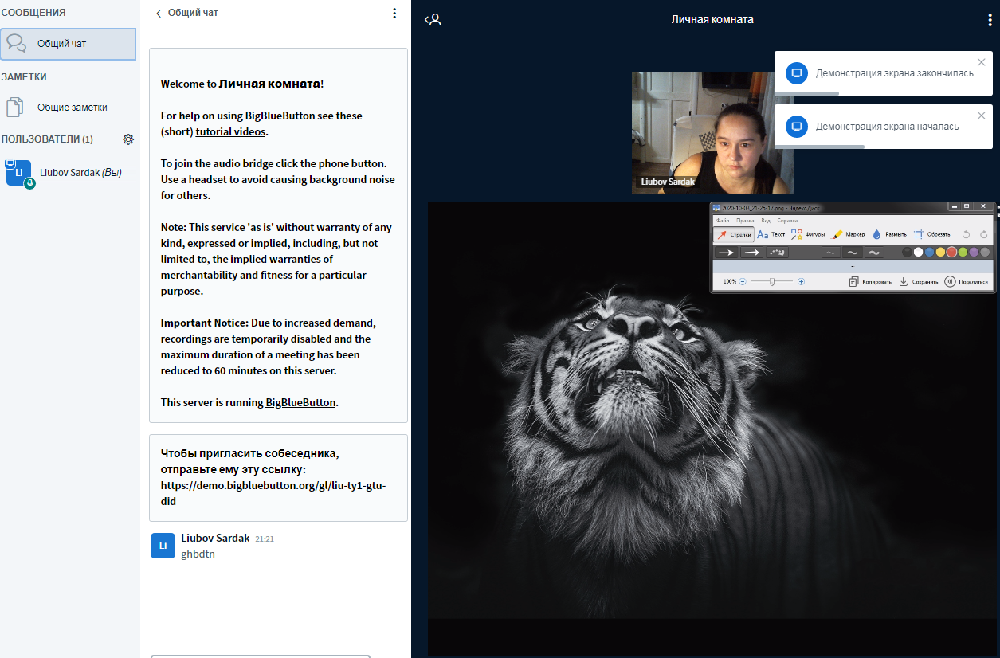 СООБЩЕНИЯ
Общий чат
ЗАМЕТКИ
Общие заметки
ПОЛЬЗОВАТЕЛИ (1)
Li
Liubov Sardak (Вы)
Общий чат
Welcome to Личная комната!
For help on using BigBlueButton see these
(short) tutorial videos.
To join the audio bridge click the phone button.
Use a headset to avoid causing background noise
for others.
Note: This service 'as is' without warranty of any
kind, expressed or implied, including, but not
limited to, the implied warranties of
merchantability and fitness for a particular
purpose.
Important Notice: Due to increased demand,
recordings are temporarily disabled and the
maximum duration of a meeting has been
reduced to 60 minutes on this server.
This server is running BigBlueButton.
Чтобы пригласить собеседника,
отправьте ему эту ссылку:
https://demo.bigbluebutton.org/gl/liu-ty1-gtu-
did
Li
Liubov Sardak 21:21
ghbdtn
Личная комната
Демонстрация экрана закончилась
Демонстрация экрана началась
Liubov Sardak
2020-10-03_21-25-17.png - Яндекс.Диск
Файл Правка Вид Справка
Стрелки Текст Фигуры Маркер Размыть Обрезать
100% Копировать Сохранить Поделиться